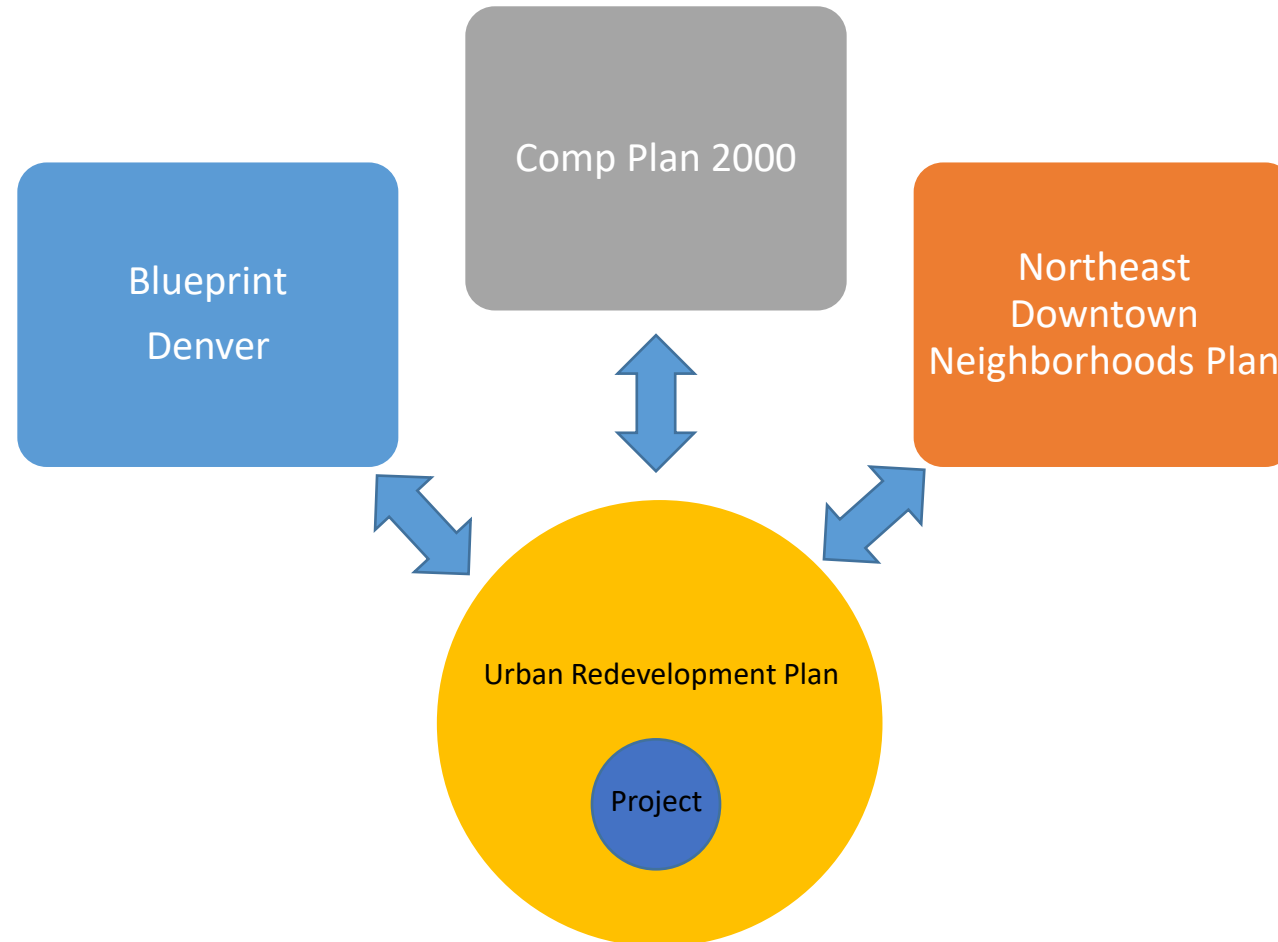 Comp Plan 2000
Blueprint
Denver
Northeast
Downtown
Neighborhoods Plan
Urban Redevelopment Plan
Project